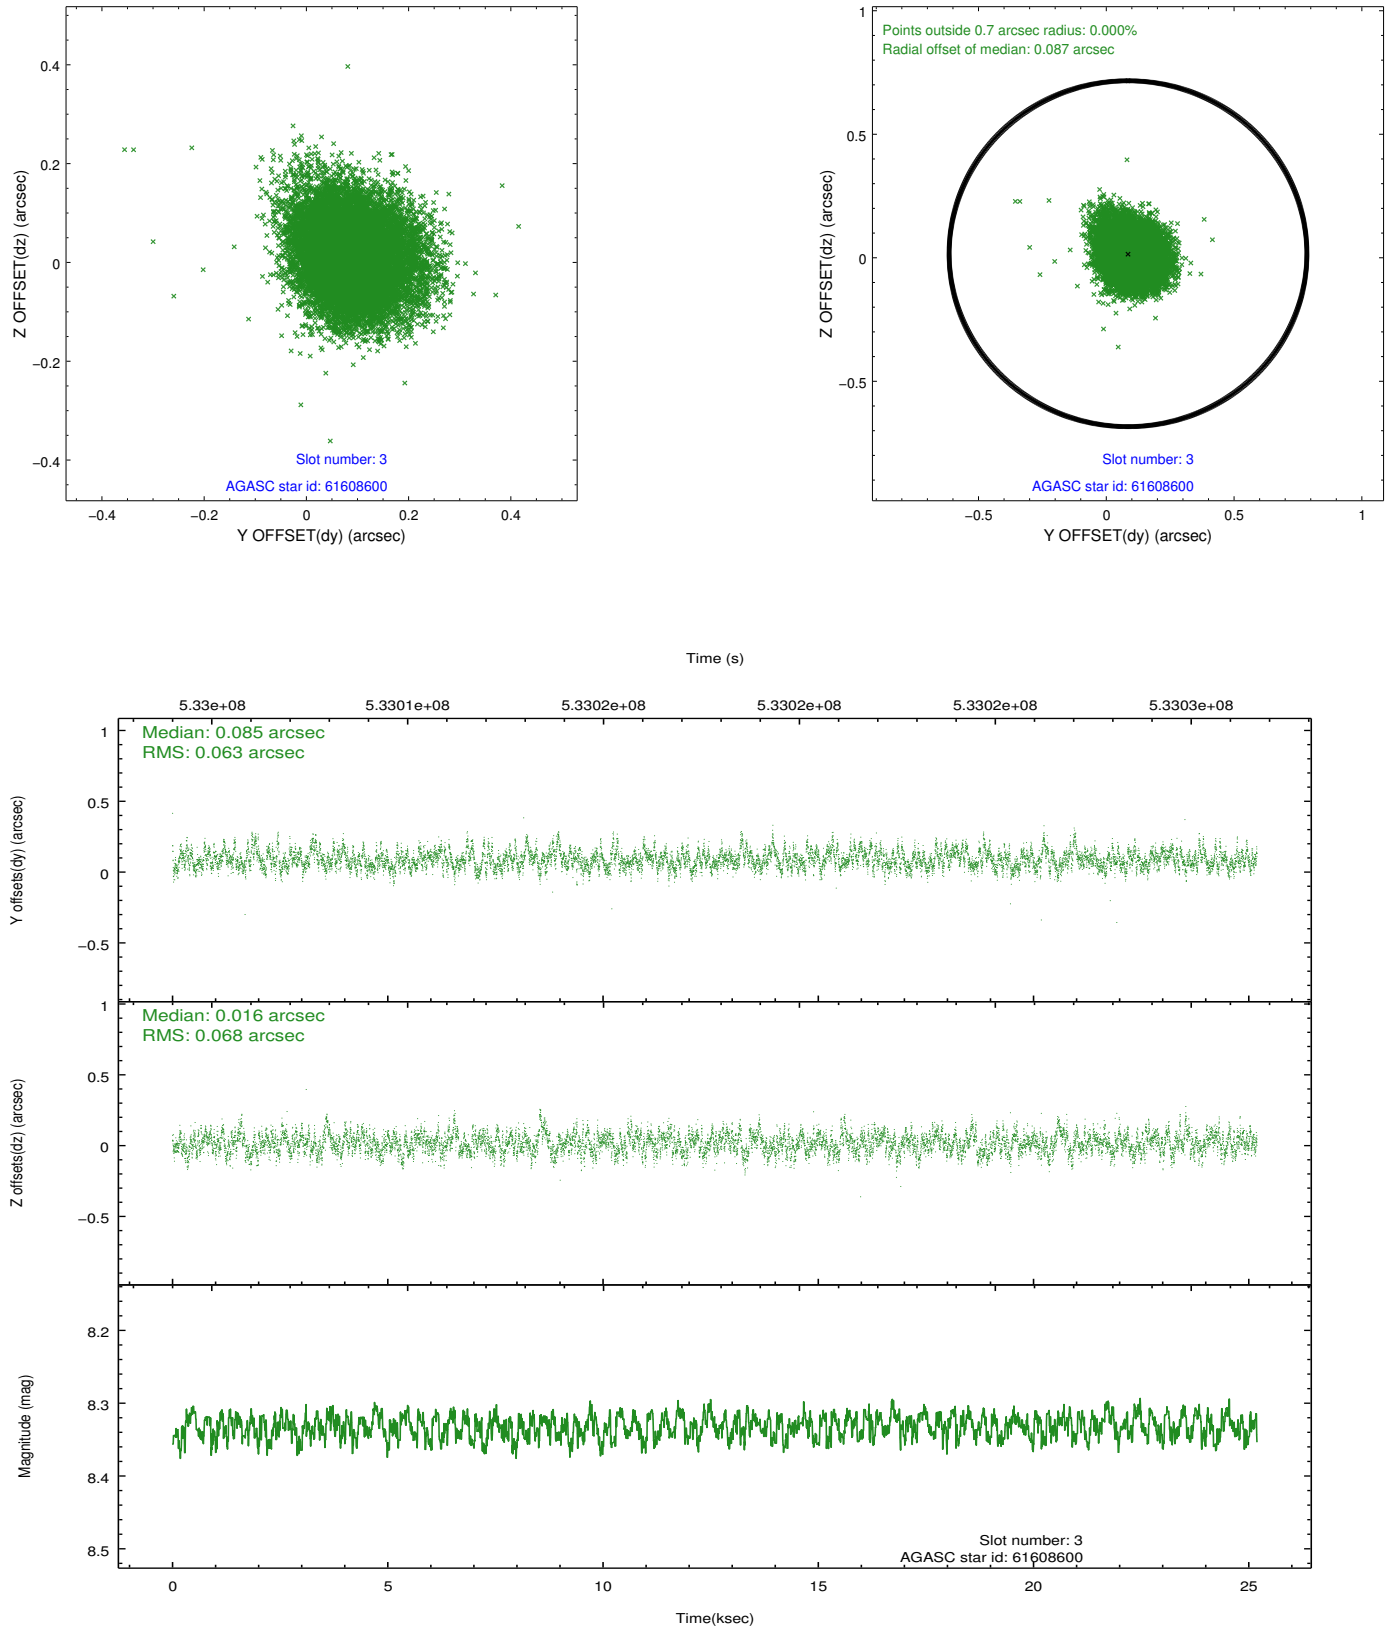 0.4
0.2
0
−0.2
−0.4
Z OFFSET(dz) (arcsec)
Slot number: 3
AGASC star id: 61608600
−0.4 −0.2 0 0.2 0.4
Y OFFSET(dy) (arcsec)
1
0.5
0
−0.5
Z OFFSET(dz) (arcsec)
Points outside 0.7 arcsec radius: 0.000%
Radial offset of median: 0.087 arcsec
Slot number: 3
AGASC star id: 61608600
−0.5 0 0.5 1
Y OFFSET(dy) (arcsec)
Time (s)
5.33e+08 5.3301e+08 5.3302e+08 5.3302e+08 5.3302e+08 5.3303e+08
Median: 0.085 arcsec
RMS: 0.063 arcsec
1
0.5
0
−0.5
Y offsets(dy) (arcsec)
Median: 0.016 arcsec
RMS: 0.068 arcsec
1
0.5
0
−0.5
Z offsets(dz) (arcsec)
8.2
8.3
8.4
8.5
Magnitude (mag)
Slot number: 3
AGASC star id: 61608600
0 5 10 15 20 25
Time(ksec)